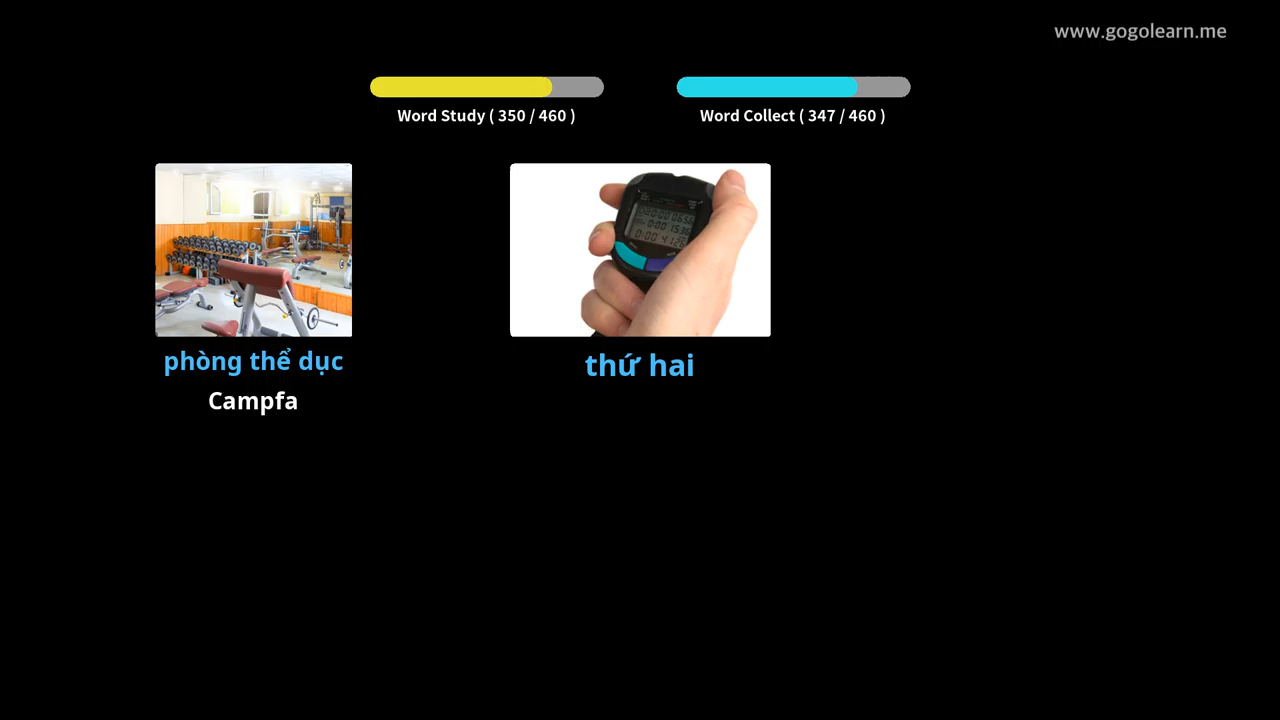 www.gogolearn.me
Word Study ( 350 / 460 )
Word Collect ( 347 / 460 )
phòng thể dục
Campfa
thứ hai